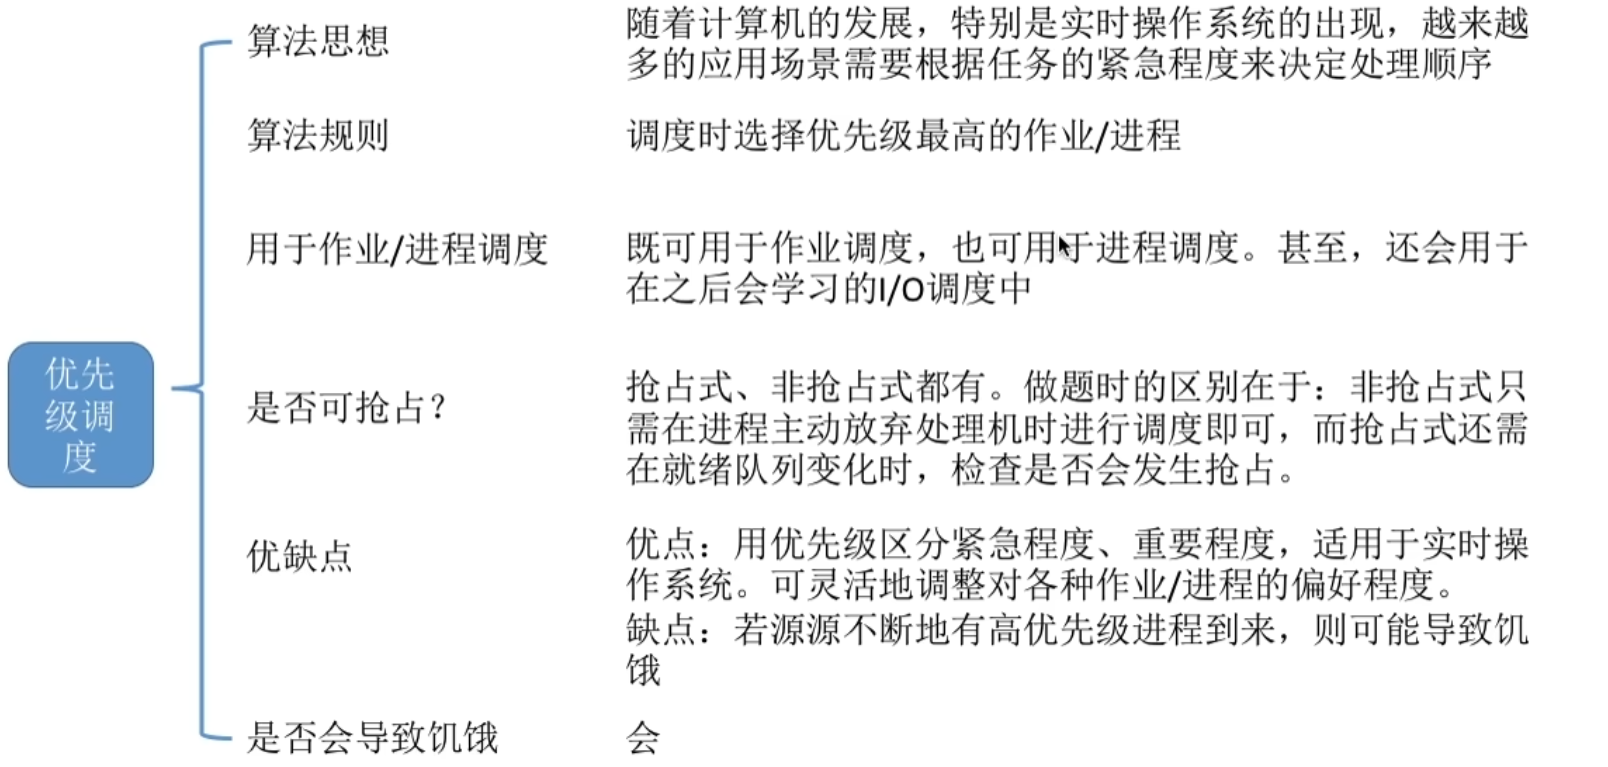 优先
级调
度
算法思想
随着计算机的发展，特别是实时操作系统的出现，越来越
多的应用场景需要根据任务的紧急程度来决定处理顺序
算法规则
调度时选择优先级最高的作业/进程
用于作业/进程调度
既可用于作业调度，也可用于进程调度。甚至，还会用于
在之后会学习的I/O调度中
是否可抢占？
抢占式、非抢占式都有。做题时的区别在于：非抢占式只
需在进程主动放弃处理机时进行调度即可，而抢占式还需
在就绪队列变化时，检查是否会发生抢占。
优缺点
优点：用优先级区分紧急程度、重要程度，适用于实时操
作系统。可灵活地调整对各种作业/进程的偏好程度。
缺点：若源源不断地有高优先级进程到来，则可能导致饥
饿
是否会导致饥饿
会